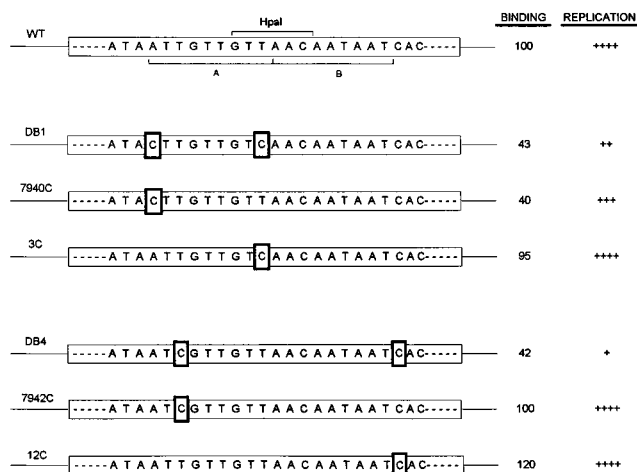 BINDING REPLICATION
HpaI
WT ----- A T A A T T G T T G T T A A C A A T A A T C A C ----- 100 ++++
A B
DB1 ----- A T A C T T G T T G T C A A C A A T A A T C A C ----- 43 ++
7940C ----- A T A C T T G T T G T T A A C A A T A A T C A C ----- 40 +++
3C ----- A T A A T T G T T G T C A A C A A T A A T C A C ----- 95 ++++
DB4 ----- A T A A T C G T T G T T A A C A A T A A T C A C ----- 42 +
7942C ----- A T A A T C G T T G T T A A C A A T A A T C A C ----- 100 ++++
12C ----- A T A A T T G T T G T T A A C A A T A A T C A C ----- 120 ++++